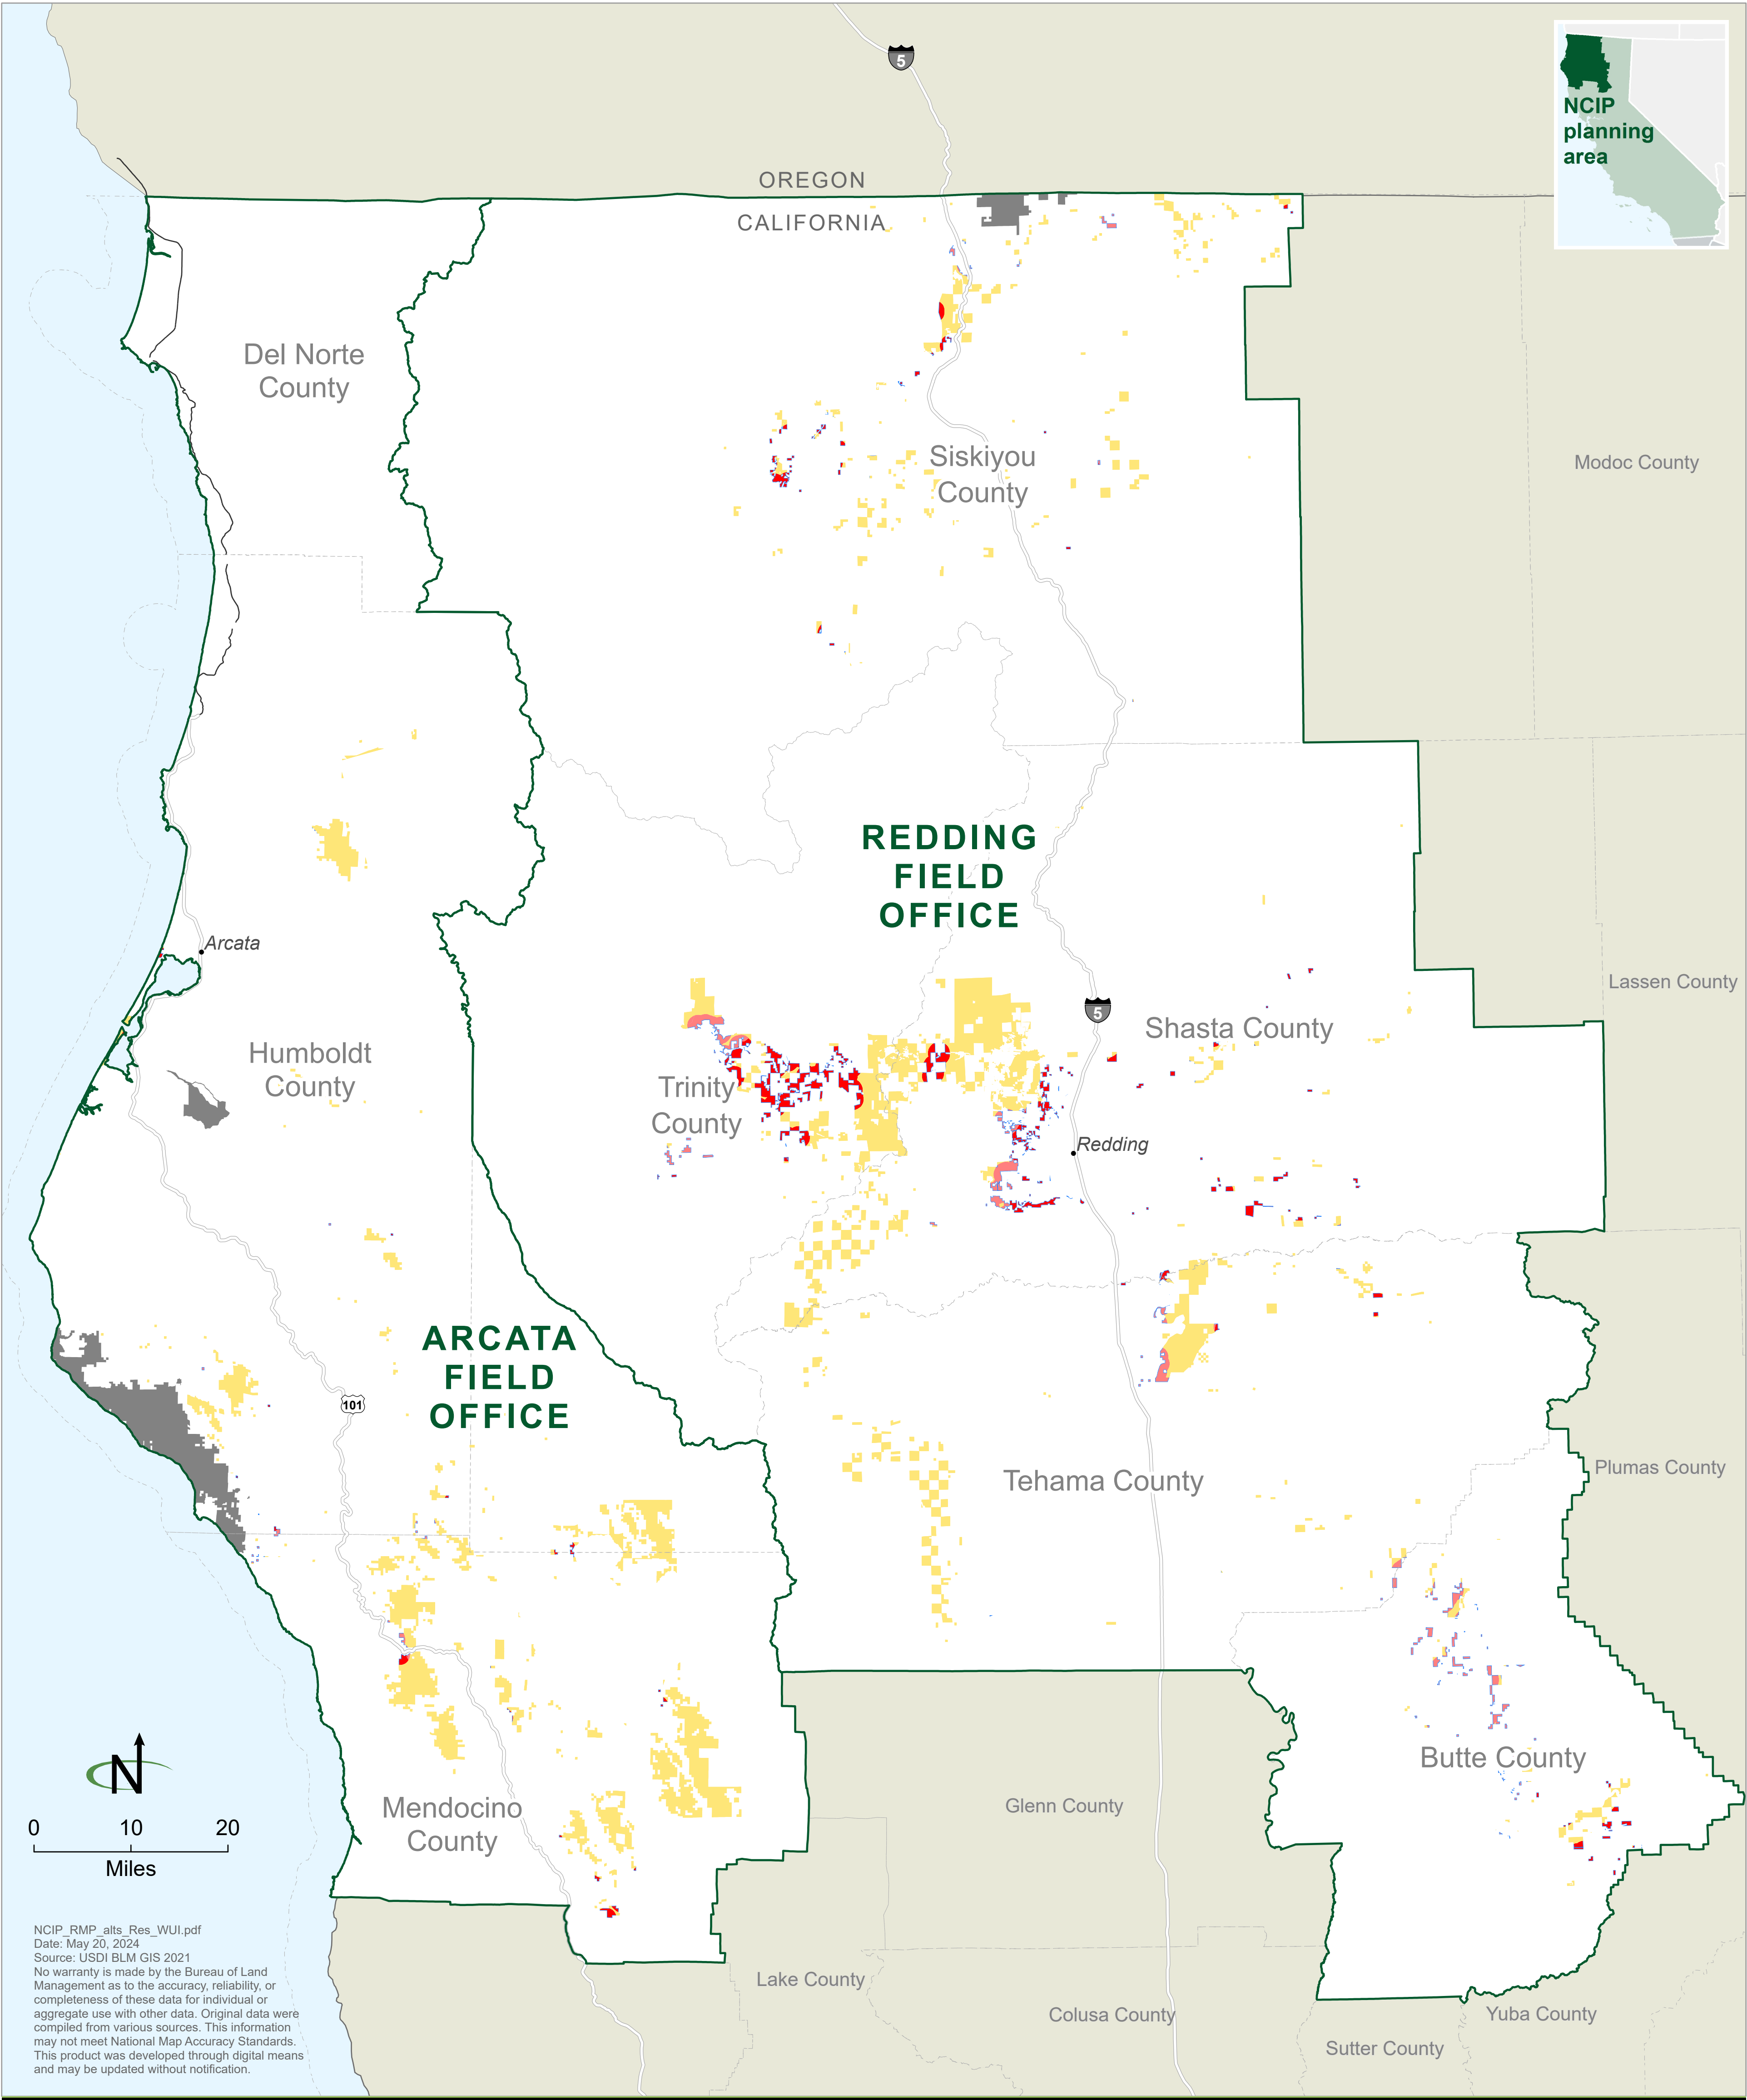 5
NCIP
planning
area
OREGON
CALIFORNIA
Del Norte
County
Siskiyou
County
Modoc County
REDDING
FIELD
OFFICE
Arcata
Lassen County
5
Shasta County
Humboldt
County
Trinity
County
Redding
ARCATA
FIELD
OFFICE
101
Tehama County
Plumas County
N
Butte County
Mendocino
County
Glenn County
0 10 20
Miles
NCIP_RMP_alts_Res_WUI.pdf
Date: May 20, 2024
Source: USDI BLM GIS 2021
No warranty is made by the Bureau of Land
Management as to the accuracy, reliability, or
completeness of these data for individual or
aggregate use with other data. Original data were
compiled from various sources. This information
may not meet National Map Accuracy Standards.
This product was developed through digital means
and may be updated without notification.
Lake County
Colusa County
Yuba County
Sutter County